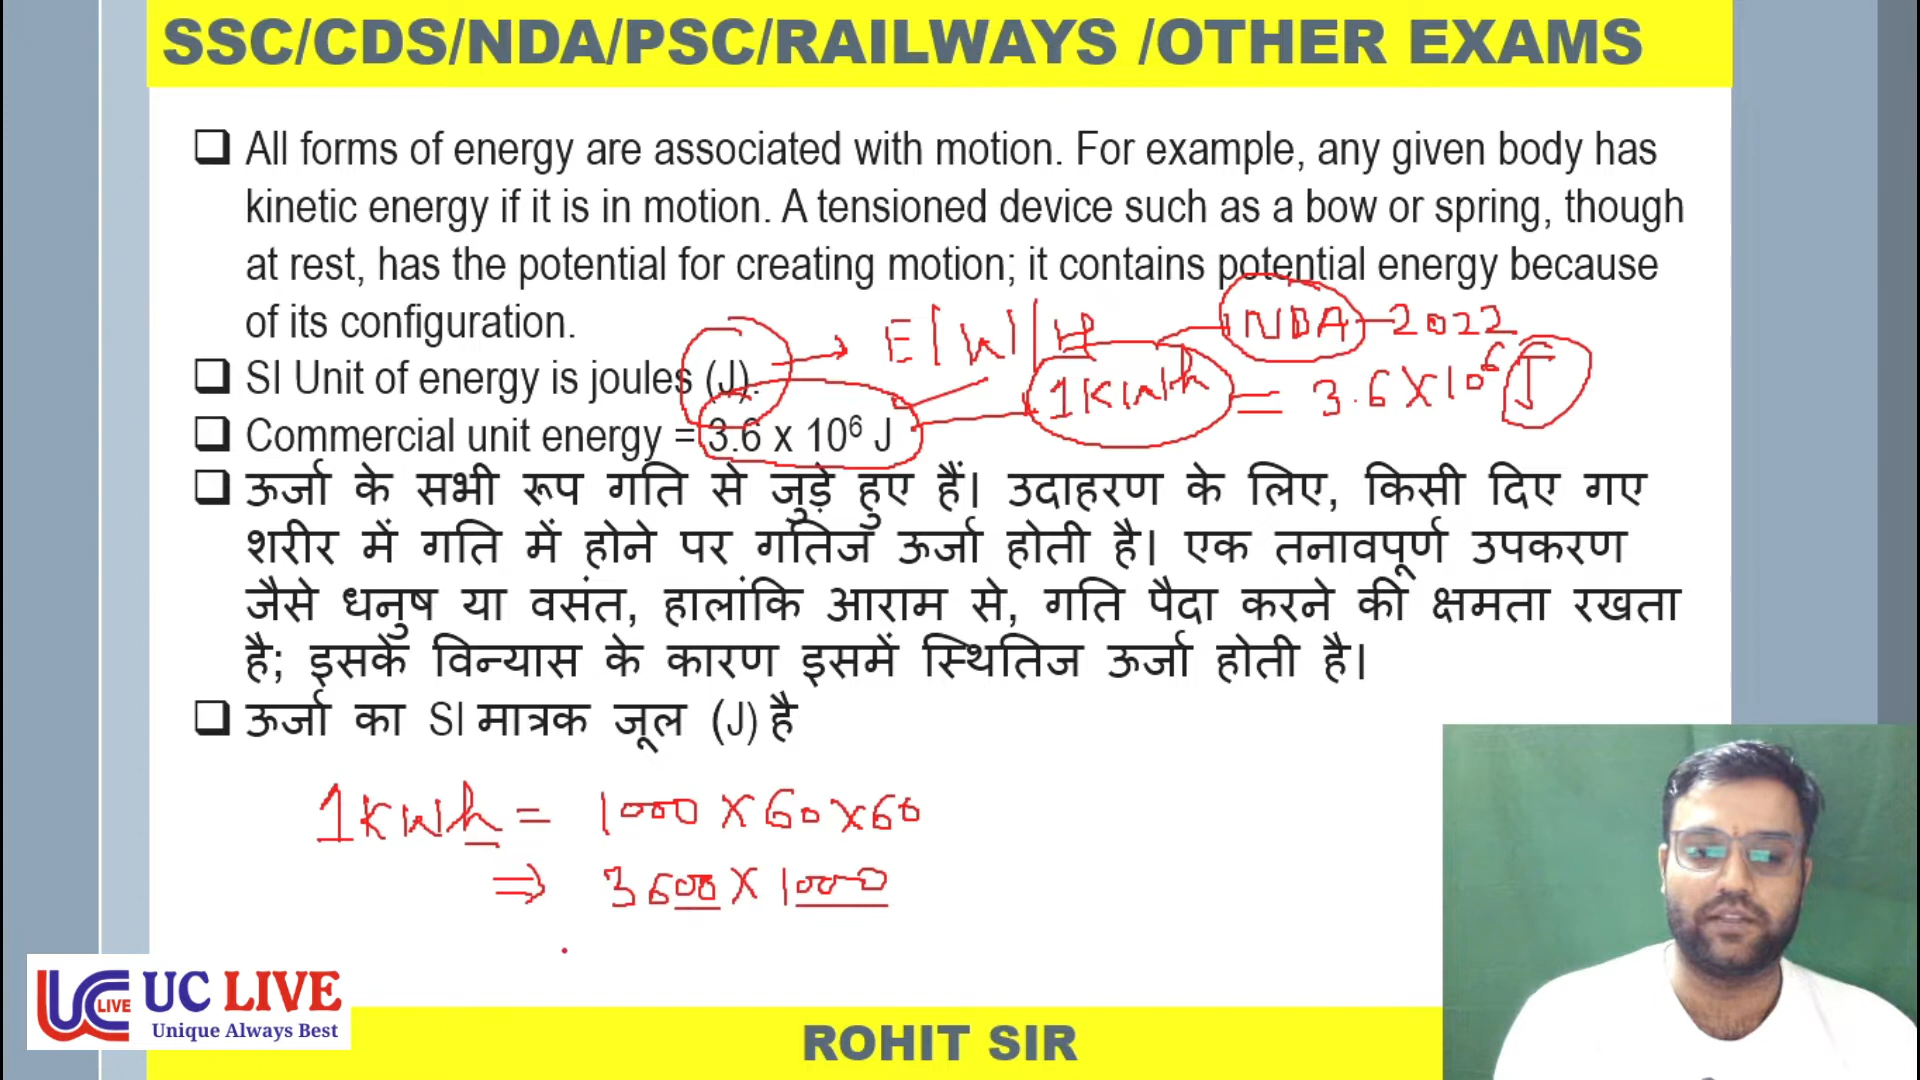 SSC/CDS/NDA/PSC/RAILWAYS /OTHER EXAMS
All forms of energy are associated with motion. For example, any given body has
kinetic energy if it is in motion. A tensioned device such as a bow or spring, though
at rest, has the potential for creating motion; it contains potential energy because
of its configuration.
E|W|H
NDA-2022
SI Unit of energy is joules (J).
1KWh = 3.6X10⁶ J
Commercial unit energy = 3.6 x 10⁶ J
ऊर्जा के सभी रूप गति से जुड़े हुए हैं। उदाहरण के लिए, किसी दिए गए
शरीर में गति में होने पर गतिज ऊर्जा होती है। एक तनावपूर्ण उपकरण
जैसे धनुष या वसंत, हालांकि आराम से, गति पैदा करने की क्षमता रखता
है; इसके विन्यास के कारण इसमें स्थितिज ऊर्जा होती है।
ऊर्जा का SI मात्रक जूल (J) है
1KWh = 1000X60X60
⇒ 3600X1000
UC LIVE
LIVE
Unique Always Best
ROHIT SIR